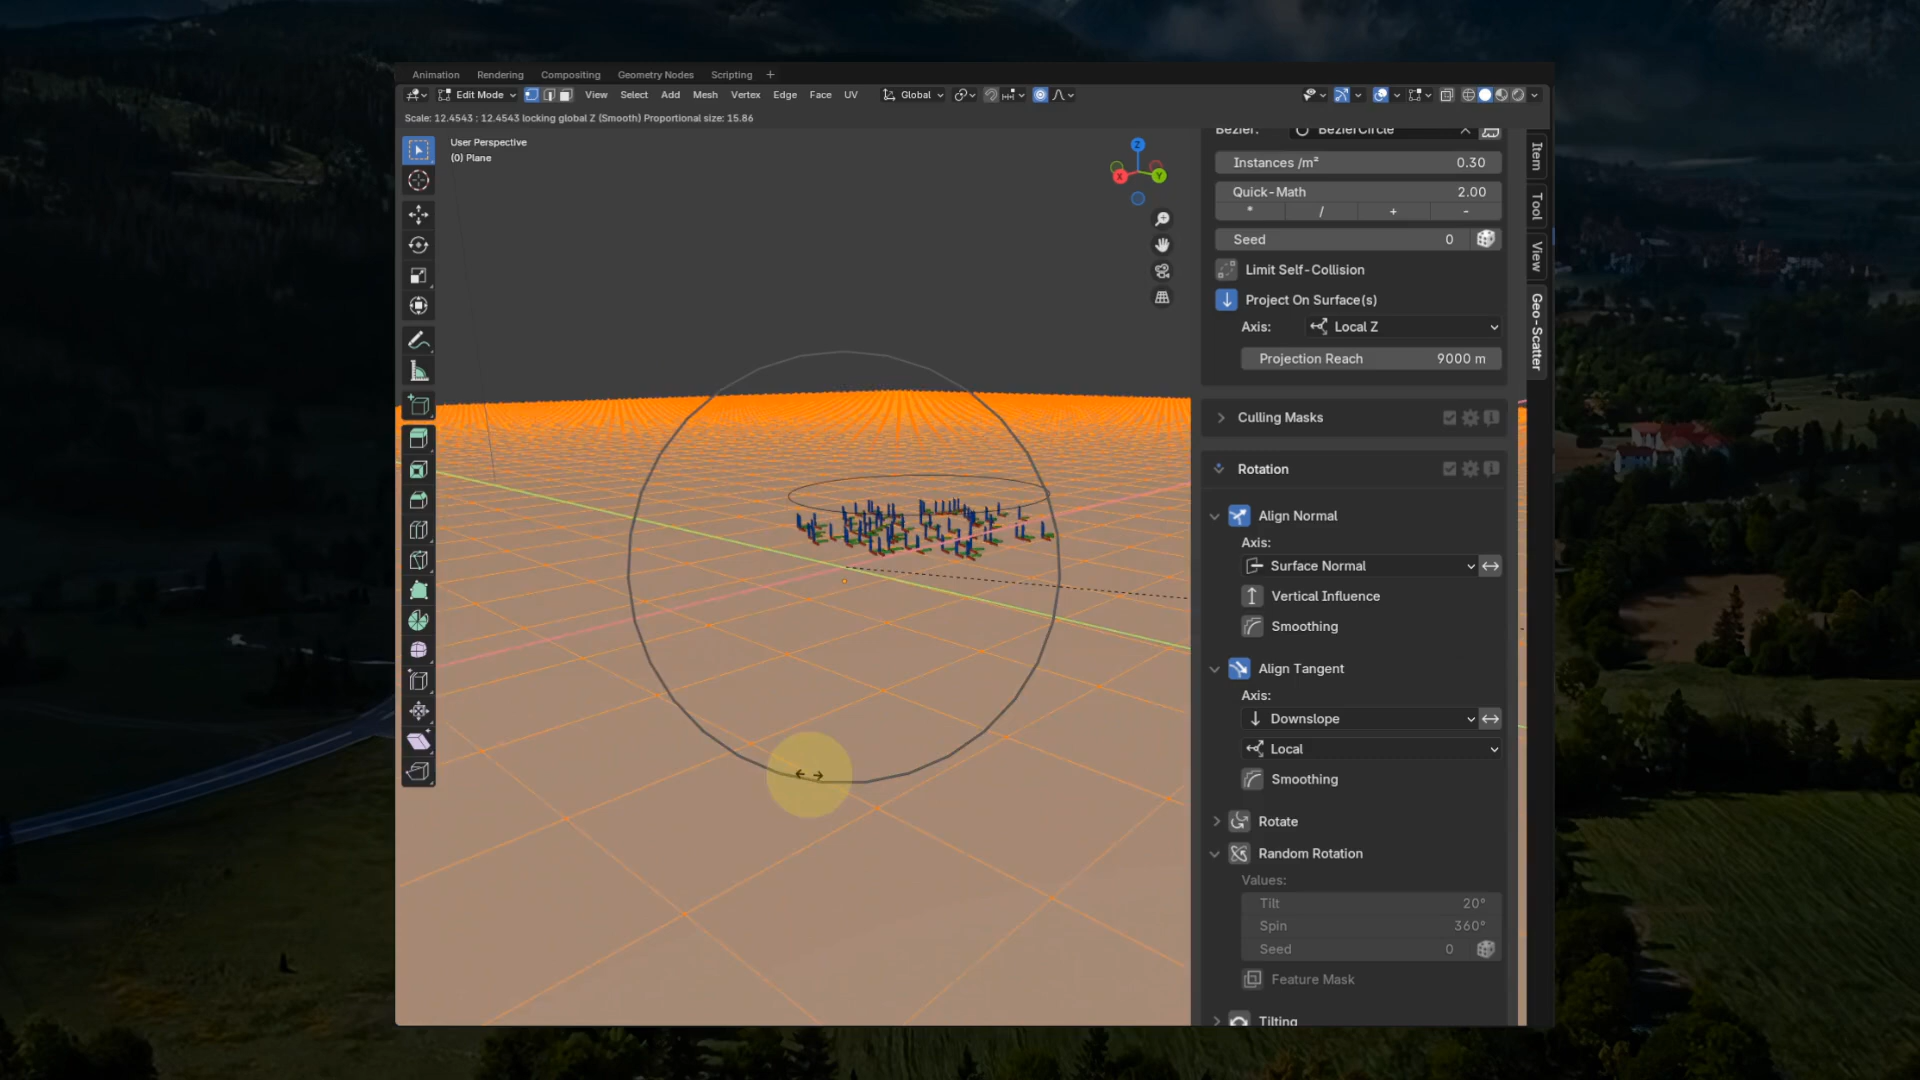 Animation Rendering Compositing Geometry Nodes Scripting +
Edit Mode View Select Add Mesh Vertex Edge Face UV Global
Scale: 12.4543 : 12.4543 locking global Z (Smooth) Proportional size: 15.86
User Perspective
(0) Plane
Z
X
Y
Bezier: BezierCircle
Instances /m² 0.30
Quick-Math 2.00
* / + -
Seed 0
Limit Self-Collision
Project On Surface(s)
Axis: Local Z
Projection Reach 9000 m
Culling Masks
Rotation
Align Normal
Axis:
Surface Normal
Vertical Influence
Smoothing
Align Tangent
Axis:
Downslope
Local
Smoothing
Rotate
Random Rotation
Values:
Tilt 20°
Spin 360°
Seed 0
Feature Mask
Tilting
Item
Tool
View
Geo-Scatter